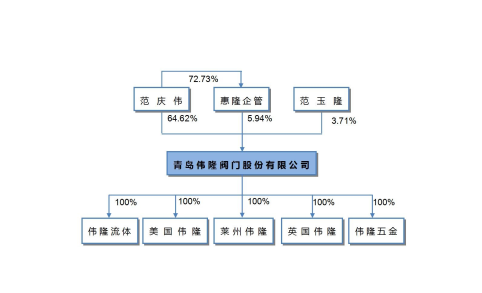 72.73%
范庆伟
惠隆企管
范玉隆
64.62%
5.94%
3.71%
青岛伟隆阀门股份有限公司
100%
100%
100%
100%
100%
伟隆流体
美国伟隆
莱州伟隆
英国伟隆
伟隆五金